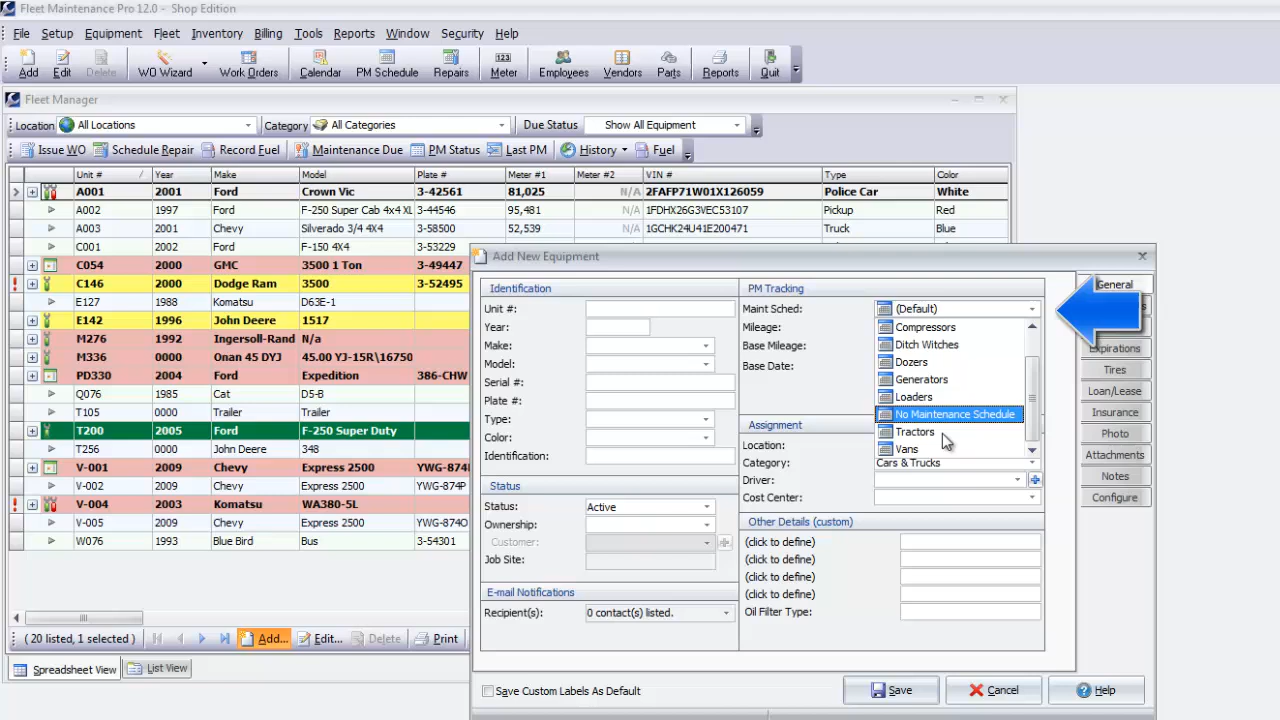 Fleet Maintenance Pro 12.0 - Shop Edition
File Setup Equipment Fleet Inventory Billing Tools Reports Window Security Help
Add Edit Delete WO Wizard Work Orders Calendar PM Schedule Repairs Meter Employees Vendors Parts Reports Quit
Fleet Manager
Location All Locations Category All Categories Due Status Show All Equipment
Issue WO Schedule Repair Record Fuel Maintenance Due PM Status Last PM History Fuel
Unit # Year Make Model Plate # Meter #1 Meter #2 VIN # Type Color
A001 2001 Ford Crown Vic 3-42561 81,025 N/A 2FAFP71W01X126059 Police Car White
A002 1997 Ford F-250 Super Cab 4x4 XL 3-44546 95,481 N/A 1FDHX26G3VEC53107 Pickup Red
A003 2001 Chevy Silverado 3/4 4X4 3-50229 52,539 N/A 1GCHK24U41E200471 Truck Blue
C001 2002 Ford F-150 4X4 3-53229
C054 2000 GMC 3500 1 Ton 3-49447
C146 2000 Dodge Ram 3500 3-52495
E127 1988 Komatsu D63E-1
E142 1996 John Deere 1517
M276 1992 Ingersoll-Rand N/a
M336 0000 Onan 45 DYJ 45.00 YJ-15R\16750
PD330 2004 Ford Expedition 386-CHW
Q076 1985 Cat D5-B
T105 0000 Trailer Trailer
T200 2005 Ford F-250 Super Duty
T256 0000 John Deere 348
V-001 2009 Chevy Express 2500 YWG-874
V-002 2009 Chevy Express 2500 YWG-874P
V-004 2003 Komatsu WA380-5L
V-005 2009 Chevy Express 2500 YWG-874O
W076 1993 Blue Bird Bus 3-54301
( 20 listed, 1 selected ) Add... Edit... Delete Print
Spreadsheet View List View
Add New Equipment
Identification
Unit #:
Year:
Make:
Model:
Serial #:
Plate #:
Type:
Color:
Identification:
Status
Status: Active
Ownership:
Customer:
Job Site:
E-mail Notifications
Recipient(s): 0 contact(s) listed.
PM Tracking
Maint Sched: (Default)
Mileage:
Base Mileage:
Base Date:
Compressors
Ditch Witches
Dozers
Generators
Loaders
No Maintenance Schedule
Tractors
Vans
Assignment
Location:
Category: Cars & Trucks
Driver:
Cost Center:
Other Details (custom)
(click to define)
(click to define)
(click to define)
(click to define)
Oil Filter Type:
General
Expirations
Tires
Loan/Lease
Insurance
Photo
Attachments
Notes
Configure
Save Custom Labels As Default
Save Cancel Help